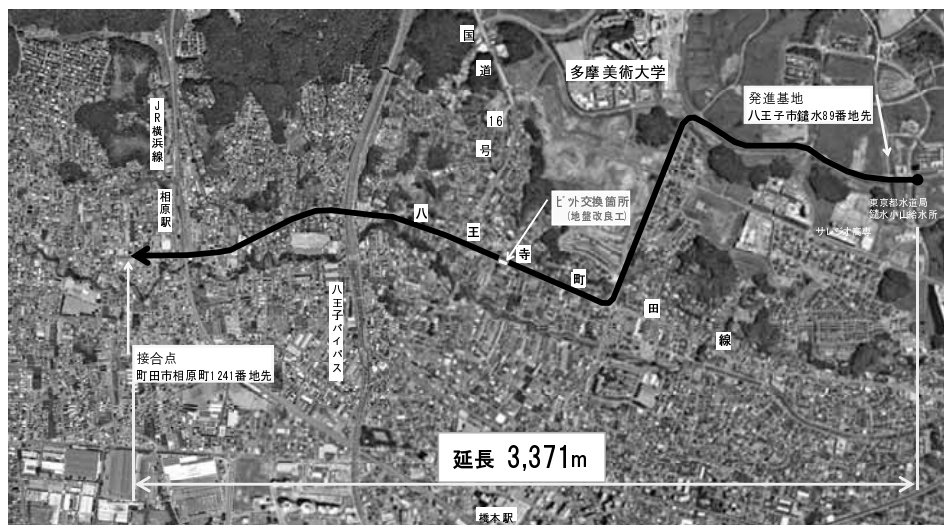 国道16号
多摩美術大学
発進基地
八王子市鑓水89番地先
JR横浜線
相原駅
ビット交換箇所
(地盤改良工)
東京都水道局
鑓水小山給水所
サレジオ高専
八王寺町田線
八王子バイパス
接合点
町田市相原町1241番地先
延長 3,371m
橋本駅